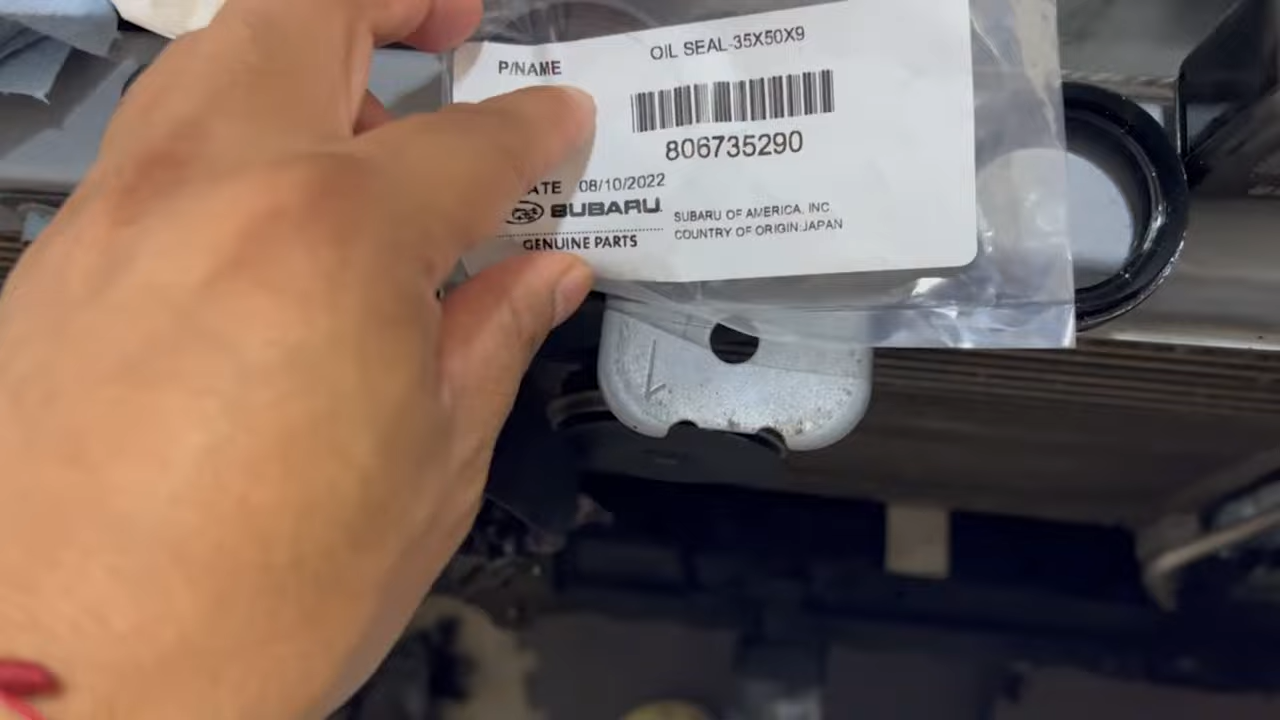 OIL SEAL-35X50X9
P/NAME
806735290
ATE 08/10/2022
SUBARU
GENUINE PARTS
SUBARU OF AMERICA, INC.
COUNTRY OF ORIGIN:JAPAN